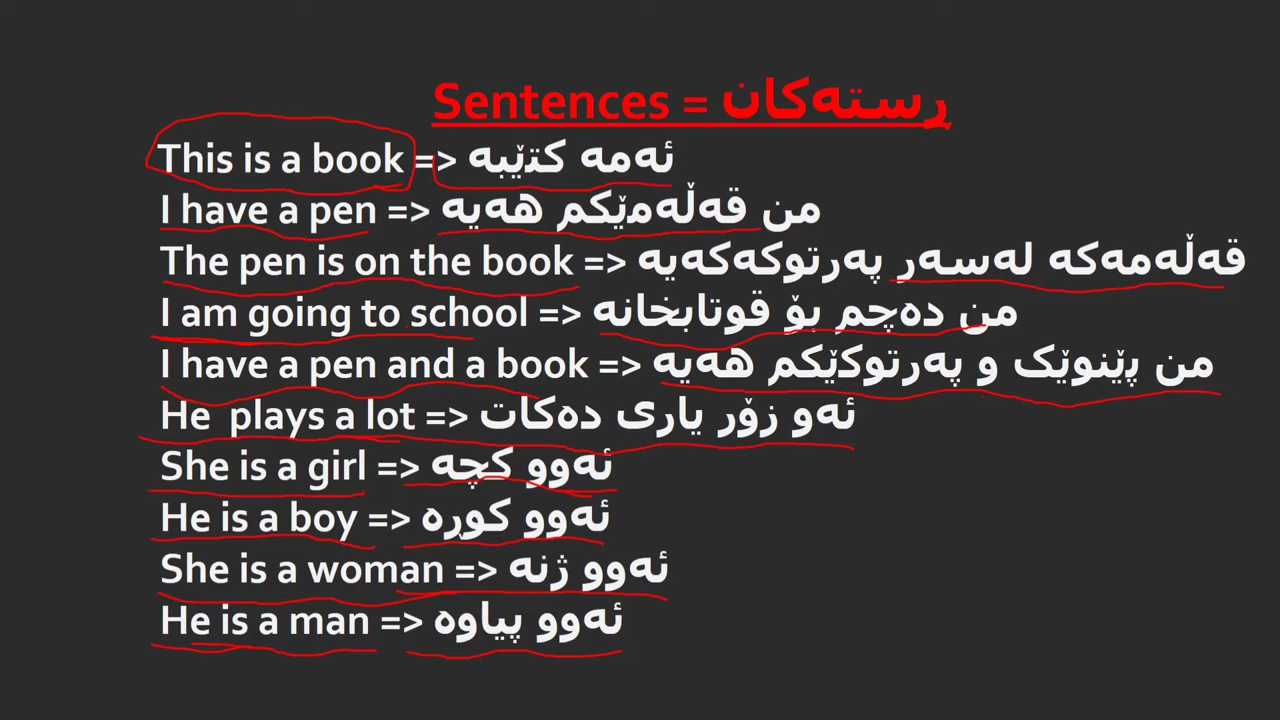 Sentences = ڕستەکان
This is a book => ئەمە کتێبە
I have a pen => من قەڵەمێکم هەیە
The pen is on the book => قەڵەمەکە لەسەر پەرتوکەکەیە
I am going to school => من دەچم بۆ قوتابخانە
I have a pen and a book => من پێنوێک و پەرتوکێکم هەیە
He  plays a lot => ئەو زۆر یاری دەکات
She is a girl => ئەوو کچە
He is a boy => ئەوو کوڕە
She is a woman => ئەوو ژنە
He is a man => ئەوو پیاوە